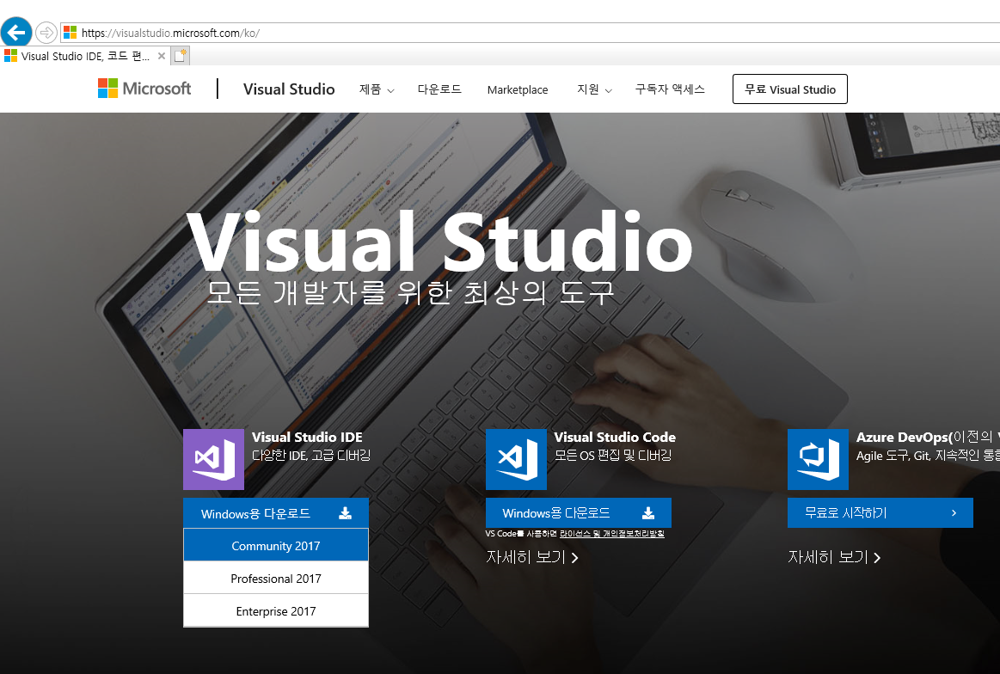 https://visualstudio.microsoft.com/ko/
Visual Studio IDE, 코드 편...
Microsoft
Visual Studio
제품
다운로드
Marketplace
지원
구독자 액세스
무료 Visual Studio
Visual Studio
모든 개발자를 위한 최상의 도구
Visual Studio IDE
다양한 IDE, 고급 디버깅
Windows용 다운로드
Community 2017
Professional 2017
Enterprise 2017
Visual Studio Code
모든 OS 편집 및 디버깅
Windows용 다운로드
VS Code를 사용하면 라이선스 및 개인정보처리방침
자세히 보기
Azure DevOps(이전의 V
Agile 도구, Git, 지속적인 통합
무료로 시작하기
자세히 보기